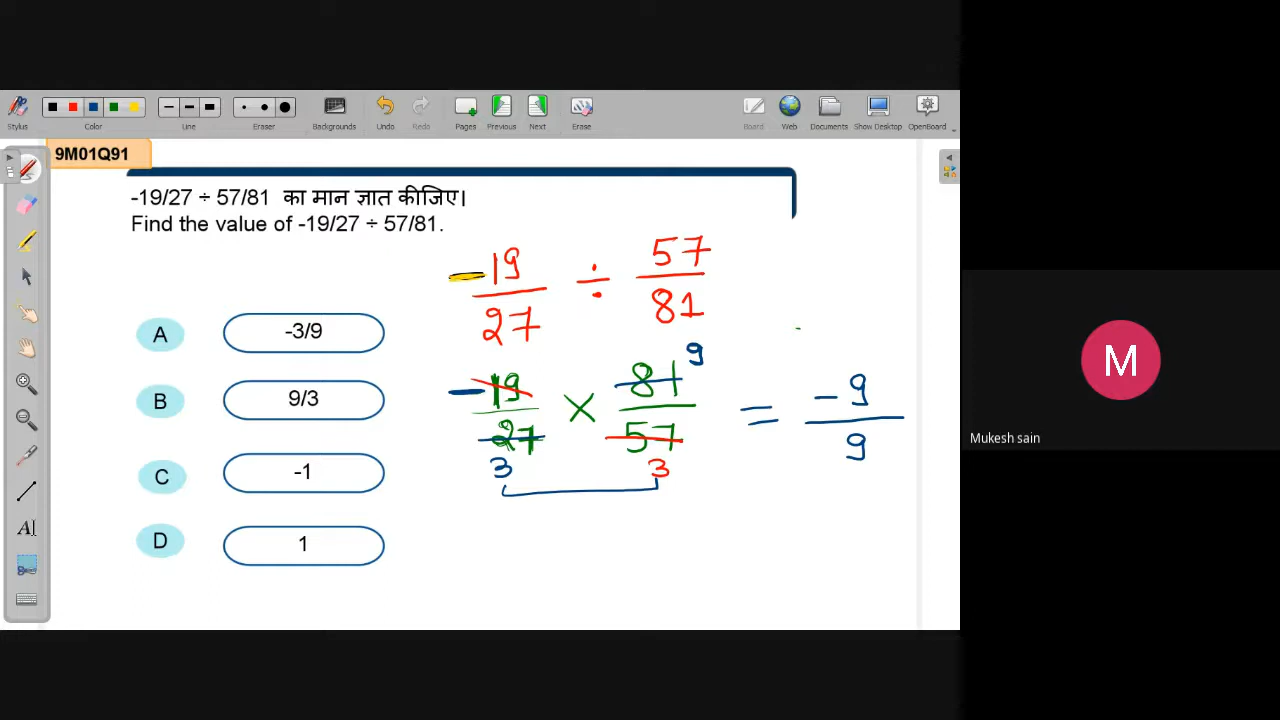 Stylus
Color
Line
Eraser
Backgrounds
Undo
Redo
Pages
Previous
Next
Erase
Board
Web
Documents
Show Desktop
OpenBoard
9M01Q91
-19/27 ÷ 57/81 का मान ज्ञात कीजिए।
Find the value of -19/27 ÷ 57/81.
A -3/9
B 9/3
C -1
D 1
-19/27 ÷ 57/81
-19/27 × 81/57 = -9/9
9
3 3
AI
M
Mukesh sain